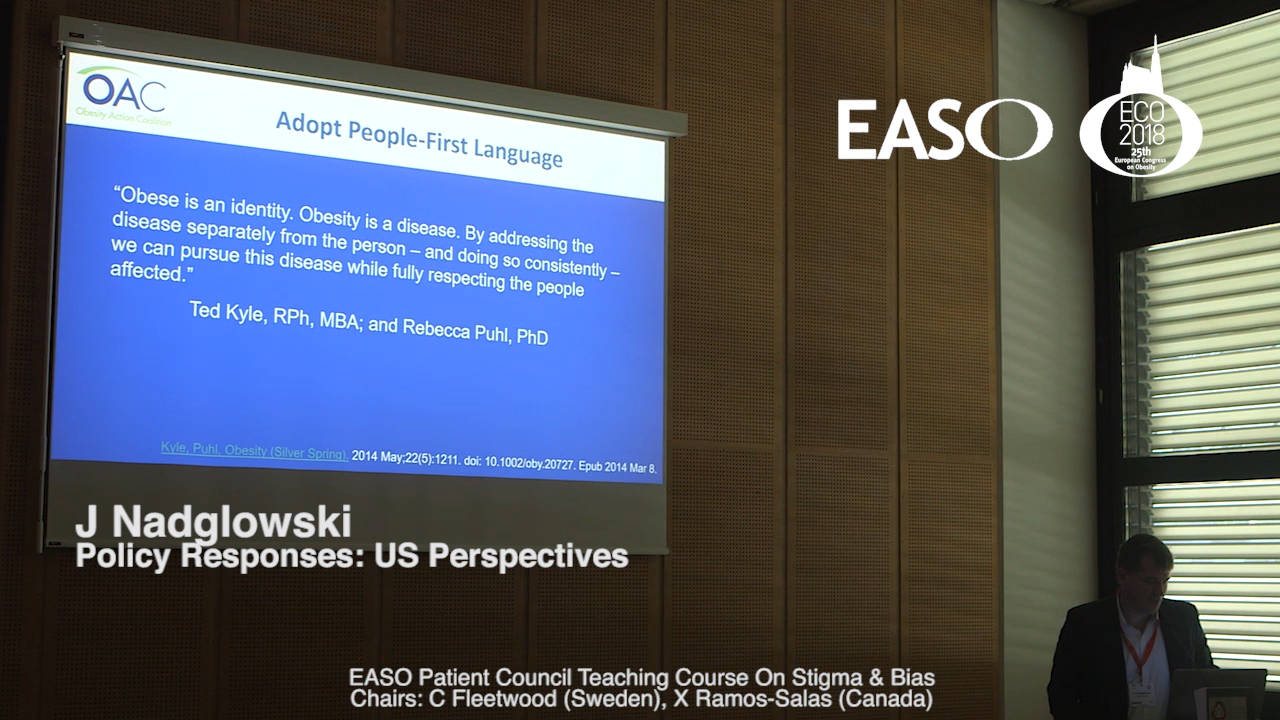 OAC
Obesity Action Coalition
Adopt People-First Language
“Obese is an identity. Obesity is a disease. By addressing the
disease separately from the person – and doing so consistently –
we can pursue this disease while fully respecting the people
affected.”
Ted Kyle, RPh, MBA; and Rebecca Puhl, PhD
Kyle, Puhl, Obesity (Silver Spring). 2014 May;22(5):1211. doi: 10.1002/oby.20727. Epub 2014 Mar 8.
EASO
ECO
2018
25th
European Congress
on Obesity
J Nadglowski
Policy Responses: US Perspectives
EASO Patient Council Teaching Course On Stigma & Bias
Chairs: C Fleetwood (Sweden), X Ramos-Salas (Canada)